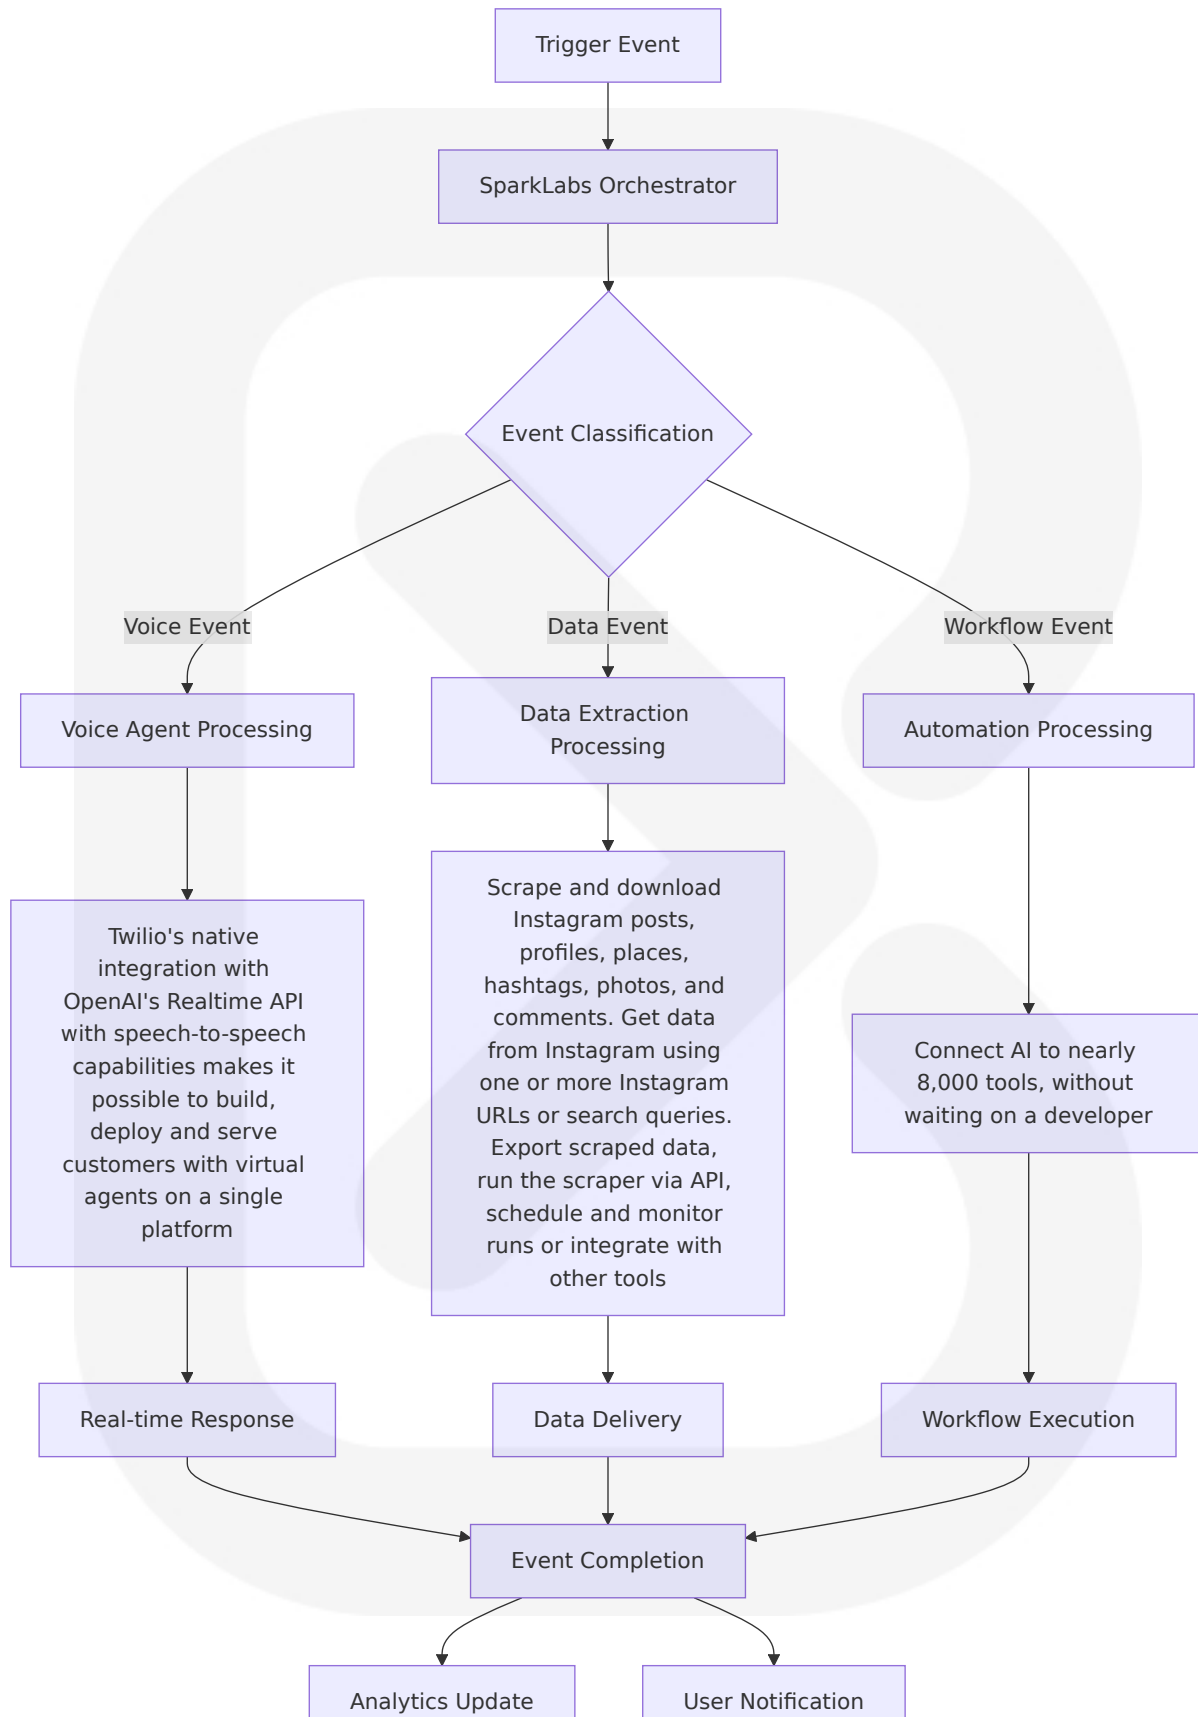 Trigger Event
SparkLabs Orchestrator
Event Classification
Voice Event
Data Event
Workflow Event
Voice Agent Processing
Data Extraction
Processing
Automation Processing
Twilio's native
integration with
OpenAI's Realtime API
with speech-to-speech
capabilities makes it
possible to build,
deploy and serve
customers with virtual
agents on a single
platform
Scrape and download
Instagram posts,
profiles, places,
hashtags, photos, and
comments. Get data
from Instagram using
one or more Instagram
URLs or search queries.
Export scraped data,
run the scraper via API,
schedule and monitor
runs or integrate with
other tools
Connect AI to nearly
8,000 tools, without
waiting on a developer
Real-time Response
Data Delivery
Workflow Execution
Event Completion
Analytics Update
User Notification